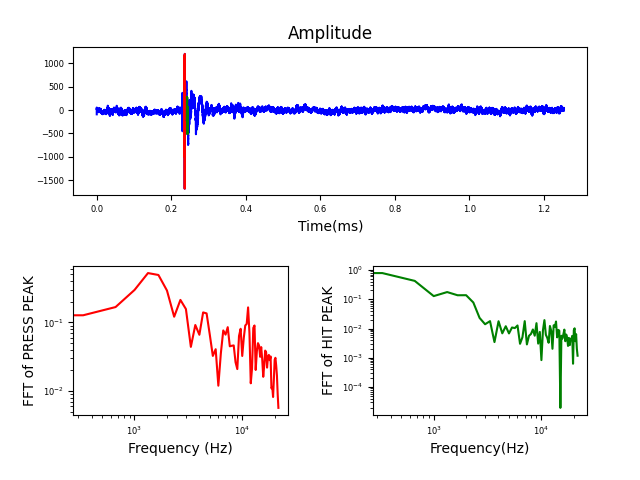 Amplitude
1000
500
0
−500
−1000
−1500
0.0 0.2 0.4 0.6 0.8 1.0 1.2
Time(ms)
FFT of PRESS PEAK
10⁻¹
10⁻²
10³ 10⁴
Frequency (Hz)
FFT of HIT PEAK
10⁰
10⁻¹
10⁻²
10⁻³
10⁻⁴
10³ 10⁴
Frequency(Hz)